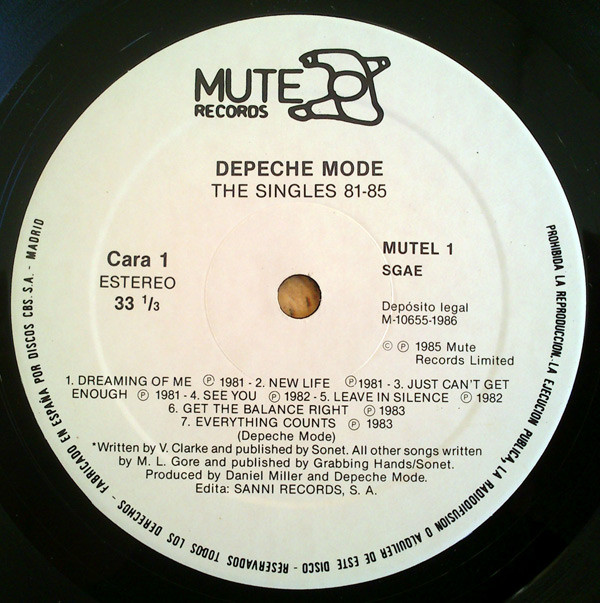 MUTE
RECORDS
DEPECHE MODE
THE SINGLES 81-85
Cara 1
ESTEREO
33 1/3
MUTEL 1
SGAE
Depósito legal
M-10655-1986
© ℗ 1985 Mute
Records Limited
1. DREAMING OF ME ℗ 1981 - 2. NEW LIFE ℗ 1981 - 3. JUST CAN'T GET
ENOUGH ℗ 1981 - 4. SEE YOU ℗ 1982 - 5. LEAVE IN SILENCE ℗ 1982
6. GET THE BALANCE RIGHT ℗ 1983
7. EVERYTHING COUNTS ℗ 1983
(Depeche Mode)
*Written by V. Clarke and published by Sonet. All other songs written
by M. L. Gore and published by Grabbing Hands/Sonet.
Produced by Daniel Miller and Depeche Mode.
Edita: SANNI RECORDS, S. A.
PROHIBIDA LA REPRODUCCION, LA EJECUCION PUBLICA, LA RADIODIFUSION O ALQUILER DE ESTE DISCO - RESERVADOS TODOS LOS DERECHOS - FABRICADO EN ESPAÑA POR DISCOS CBS. S.A. - MADRID